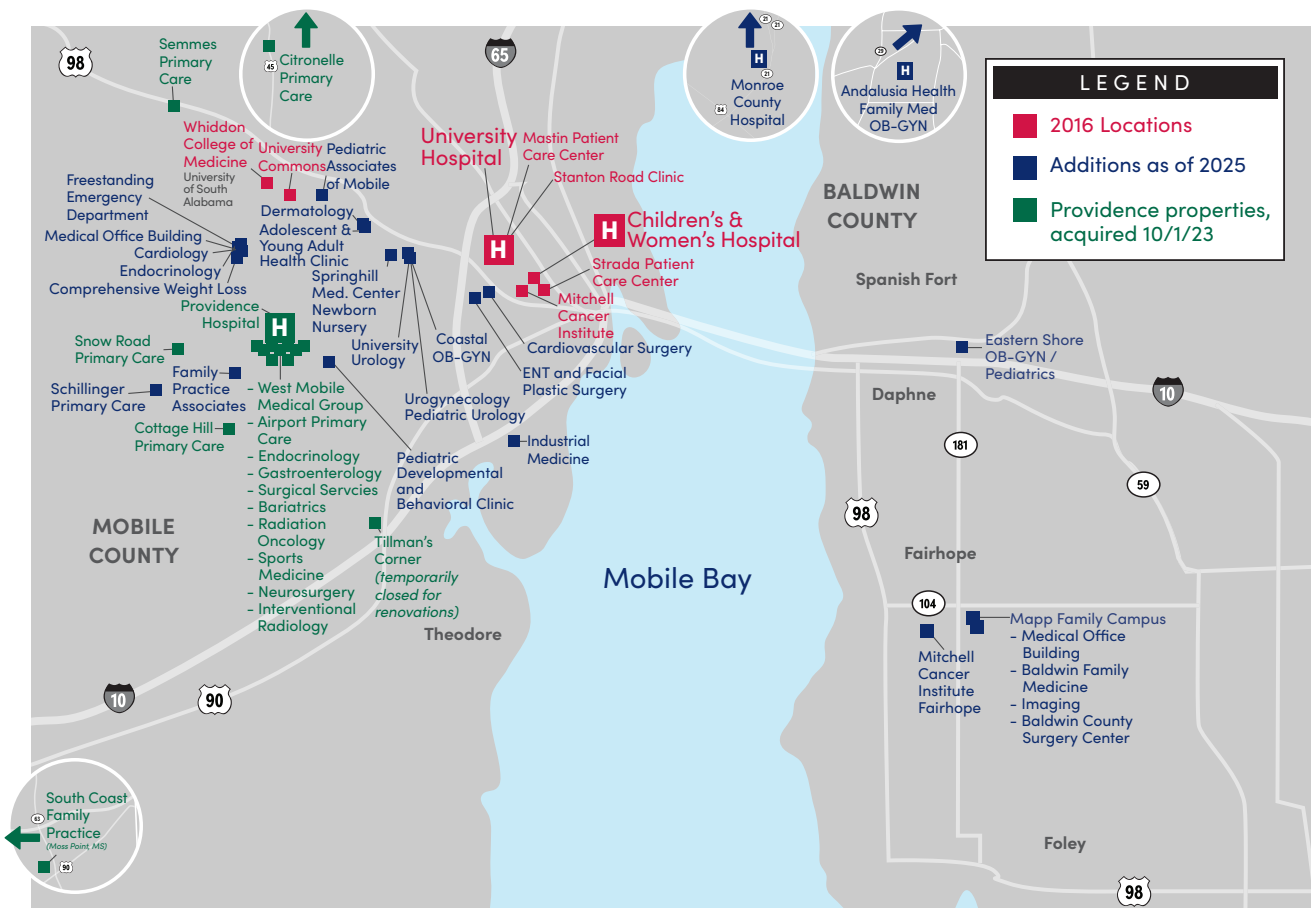 98
Semmes
Primary
Care
45
Citronelle
Primary
Care
65
21
21
H
21
Monroe
County
Hospital
84
29
H
Andalusia Health
Family Med
OB-GYN
LEGEND
2016 Locations
Additions as of 2025
Providence properties,
acquired 10/1/23
Whiddon
College of
Medicine
University
of South
Alabama
University
Commons
Pediatric
Associates
of Mobile
University
Hospital
H
Mastin Patient
Care Center
Stanton Road Clinic
H
Children's &
Women's Hospital
Strada Patient
Care Center
Mitchell
Cancer
Institute
Freestanding
Emergency
Department
Medical Office Building
Cardiology
Endocrinology
Comprehensive Weight Loss
Dermatology
Adolescent &
Young Adult
Health Clinic
Springhill
Med. Center
Newborn
Nursery
University
Urology
Coastal
OB-GYN
Cardiovascular Surgery
ENT and Facial
Plastic Surgery
Urogynecology
Pediatric Urology
Industrial
Medicine
Pediatric
Developmental
and
Behavioral Clinic
Providence
Hospital
H
Snow Road
Primary Care
Schillinger
Primary Care
Family
Practice
Associates
Cottage Hill
Primary Care
- West Mobile
Medical Group
- Airport Primary
Care
- Endocrinology
- Gastroenterology
- Surgical Servcies
- Bariatrics
- Radiation
Oncology
- Sports
Medicine
- Neurosurgery
- Interventional
Radiology
Tillman's
Corner
(temporarily
closed for
renovations)
MOBILE
COUNTY
Theodore
10
90
Mobile Bay
BALDWIN
COUNTY
Spanish Fort
Eastern Shore
OB-GYN /
Pediatrics
Daphne
10
181
59
98
Fairhope
104
Mitchell
Cancer
Institute
Fairhope
Mapp Family Campus
- Medical Office
Building
- Baldwin Family
Medicine
- Imaging
- Baldwin County
Surgery Center
Foley
98
South Coast
Family
Practice
(Moss Point, MS)
63
90